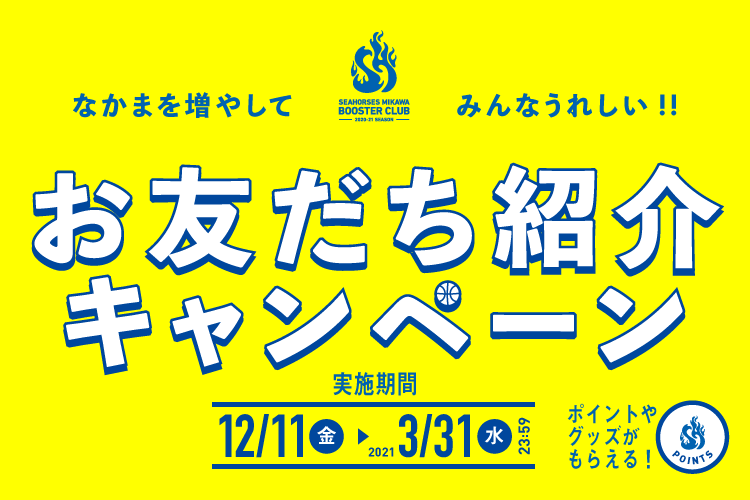 なかまを増やして
SEAHORSES MIKAWA
BOOSTER CLUB
2020-21 SEASON
みんなうれしい!!
お友だち紹介
キャンペーン
実施期間
12/11 金 ▶ 2021 3/31 水 23:59
ポイントや
グッズが
もらえる!
POINTS